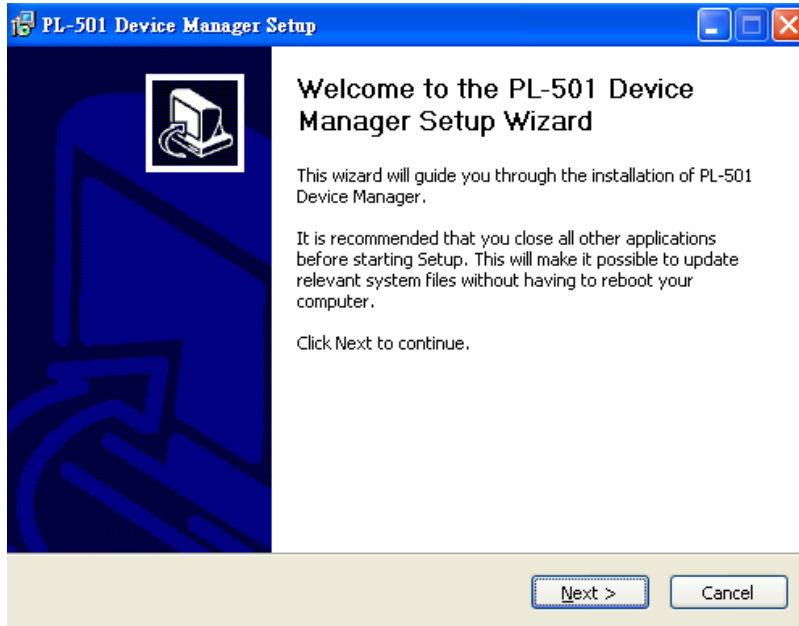 PL-501 Device Manager Setup
Welcome to the PL-501 Device
Manager Setup Wizard
This wizard will guide you through the installation of PL-501
Device Manager.
It is recommended that you close all other applications
before starting Setup. This will make it possible to update
relevant system files without having to reboot your
computer.
Click Next to continue.
Next >
Cancel